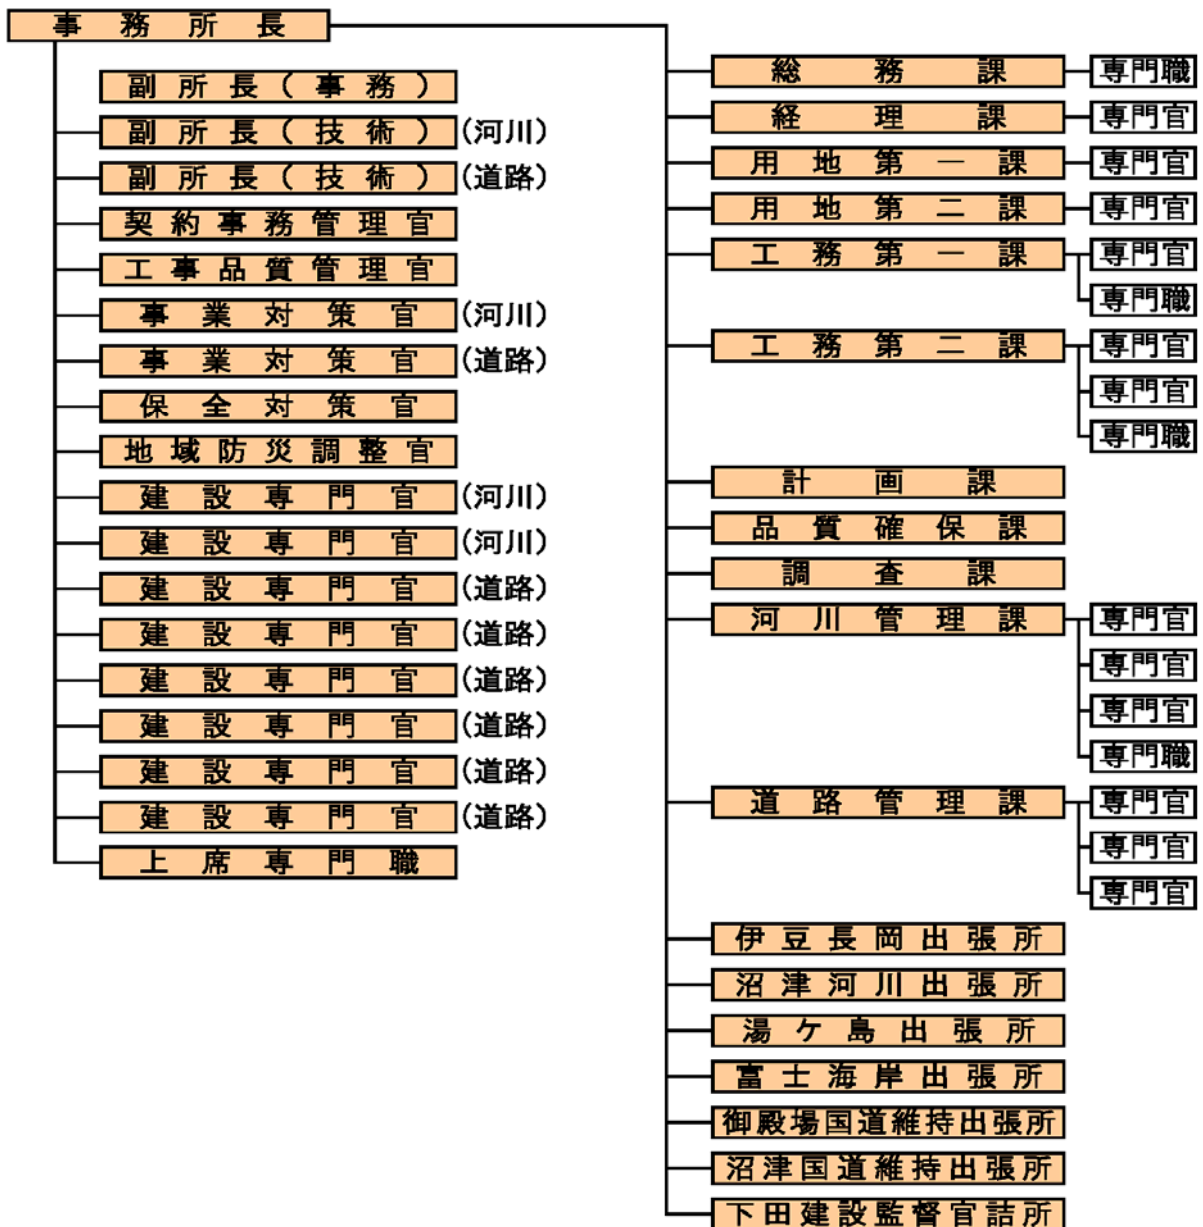 事務所長
副所長(事務)
副所長(技術)(河川)
副所長(技術)(道路)
契約事務管理官
工事品質管理官
事業対策官(河川)
事業対策官(道路)
保全対策官
地域防災調整官
建設専門官(河川)
建設専門官(河川)
建設専門官(道路)
建設専門官(道路)
建設専門官(道路)
建設専門官(道路)
建設専門官(道路)
建設専門官(道路)
上席専門職
総務課 専門職
経理課 専門官
用地第一課 専門官
用地第二課 専門官
工務第一課 専門官
専門職
工務第二課 専門官
専門官
専門職
計画課
品質確保課
調査課
河川管理課 専門官
専門官
専門官
専門職
道路管理課 専門官
専門官
専門官
伊豆長岡出張所
沼津河川出張所
湯ケ島出張所
富士海岸出張所
御殿場国道維持出張所
沼津国道維持出張所
下田建設監督官詰所